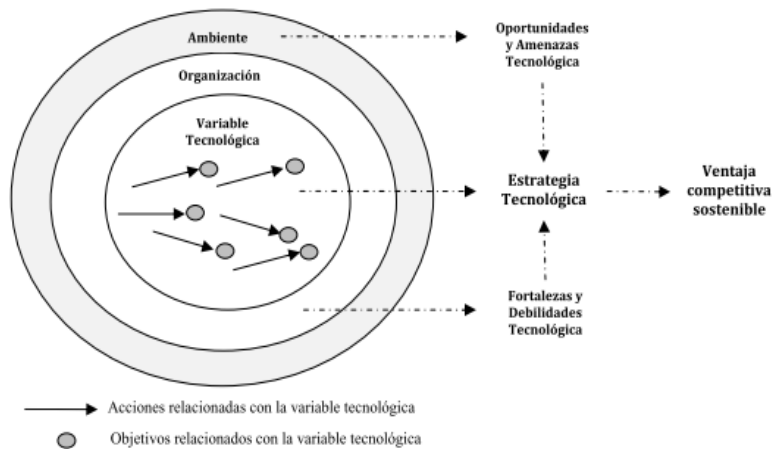 Ambiente
Organización
Variable
Tecnológica
Oportunidades
y Amenazas
Tecnológica
Estrategia
Tecnológica
Ventaja
competitiva
sostenible
Fortalezas y
Debilidades
Tecnológica
Acciones relacionadas con la variable tecnológica
Objetivos relacionados con la variable tecnológica